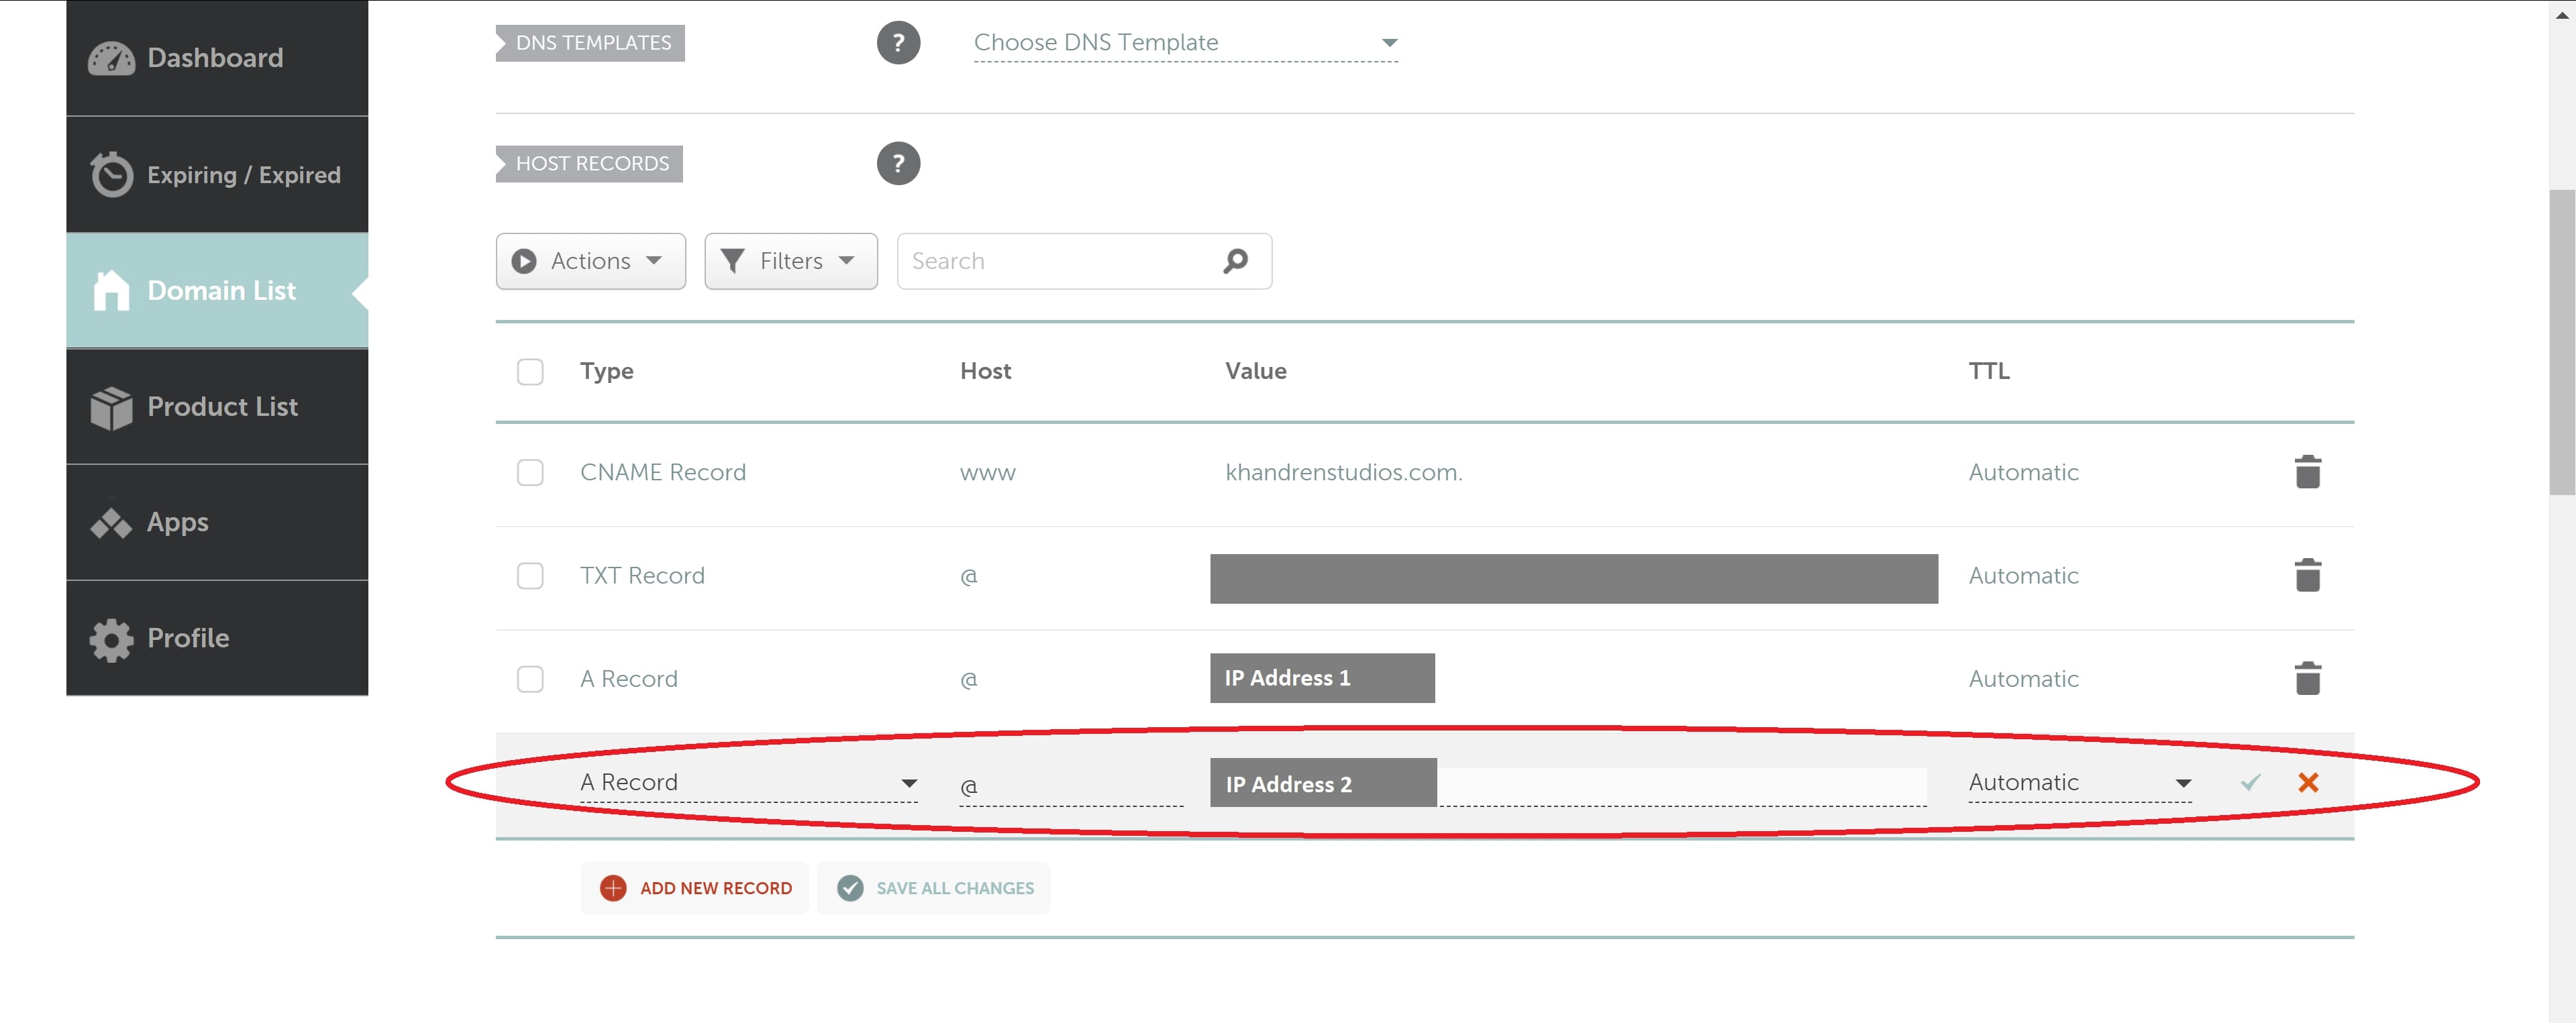 Dashboard
Expiring / Expired
Domain List
Product List
Apps
Profile
DNS TEMPLATES ? Choose DNS Template
HOST RECORDS ?
Actions Filters Search
Type Host Value TTL
CNAME Record www khandrenstudios.com. Automatic
TXT Record @ Automatic
A Record @ IP Address 1 Automatic
A Record @ IP Address 2 Automatic
ADD NEW RECORD SAVE ALL CHANGES